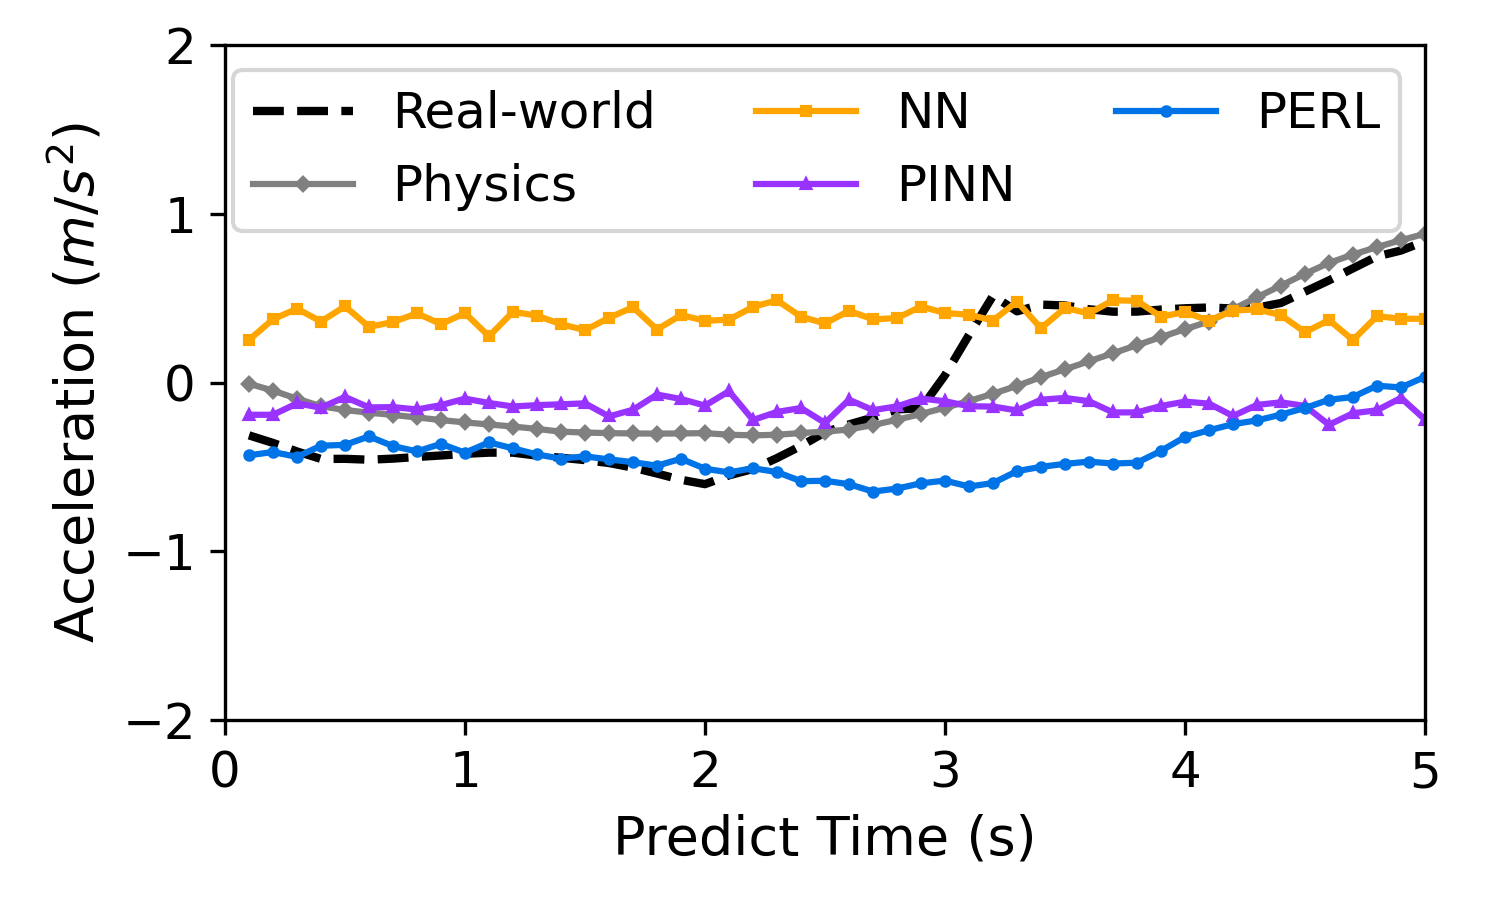 2
1
0
−1
−2
Acceleration (m/s²)
Real-world
Physics
NN
PINN
PERL
0 1 2 3 4 5
Predict Time (s)